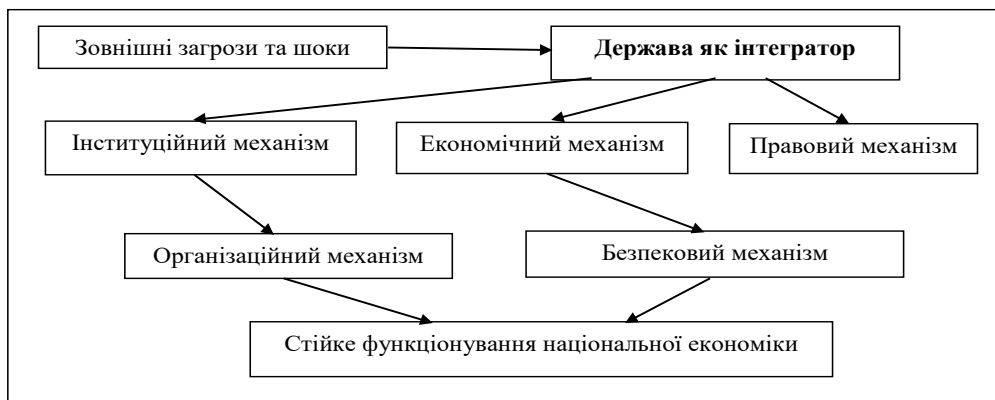 Зовнішні загрози та шоки
Держава як інтегратор
Інституційний механізм
Економічний механізм
Правовий механізм
Організаційний механізм
Безпековий механізм
Стійке функціонування національної економіки